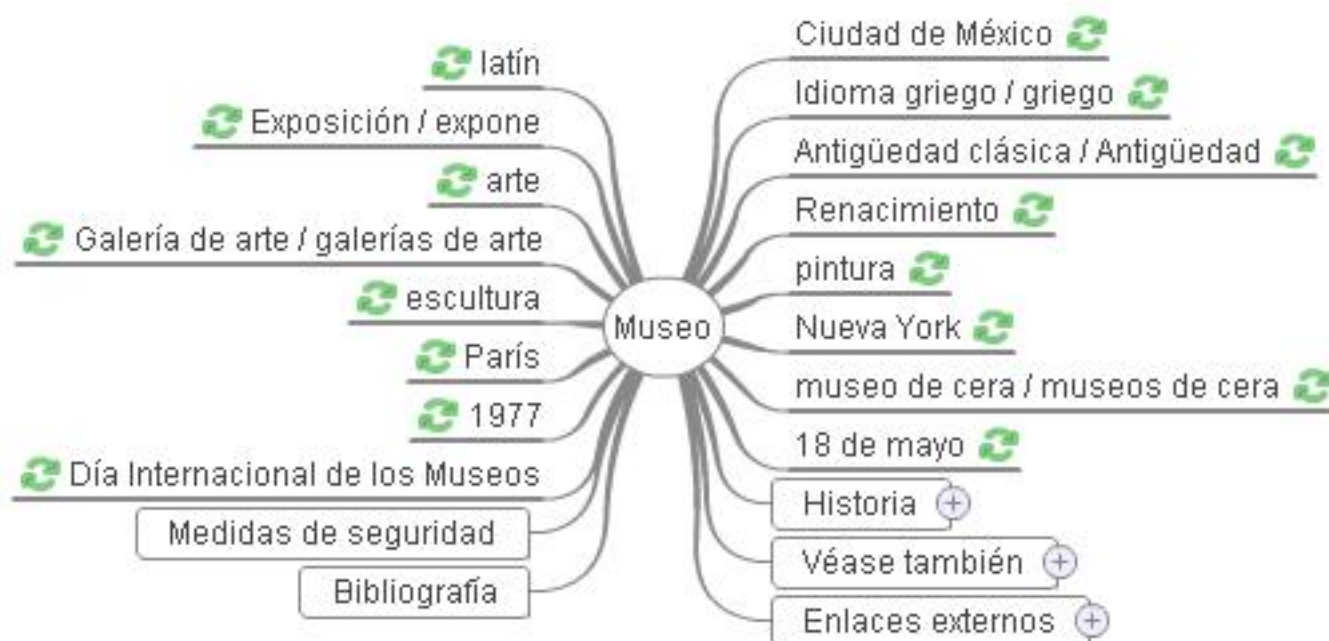 latín
Exposición / expone
arte
Galería de arte / galerías de arte
escultura
París
1977
Día Internacional de los Museos
Medidas de seguridad
Bibliografía
Museo
Ciudad de México
Idioma griego / griego
Antigüedad clásica / Antigüedad
Renacimiento
pintura
Nueva York
museo de cera / museos de cera
18 de mayo
Historia
Véase también
Enlaces externos